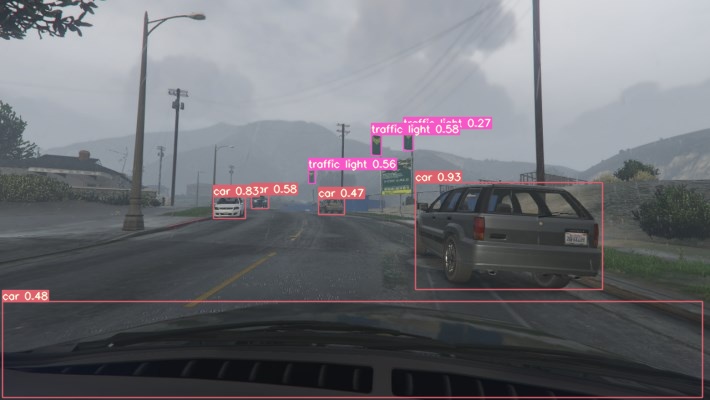 traffic light 0.27
traffic light 0.58
traffic light 0.56
car 0.93
car 0.83
car 0.58
car 0.47
car 0.48